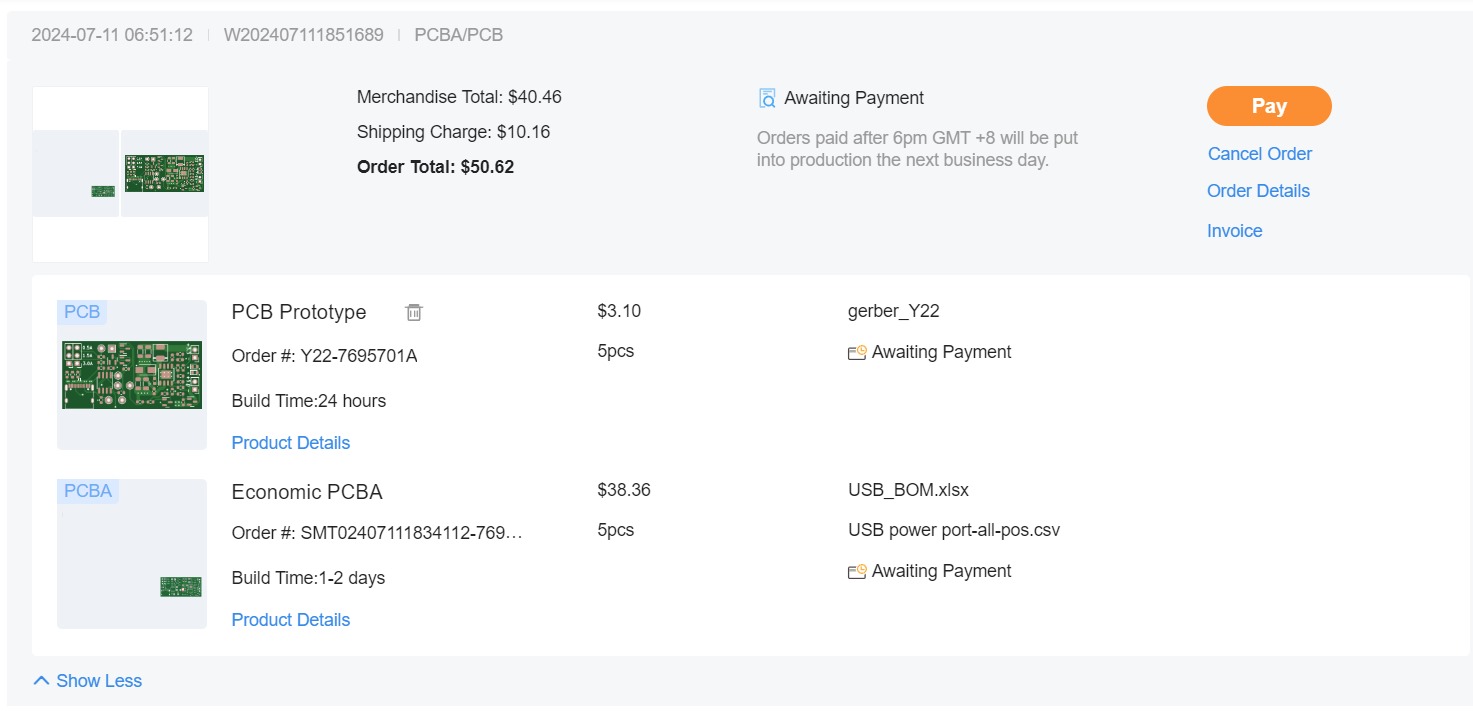 2024-07-11 06:51:12 | W202407111851689 | PCBA/PCB
Merchandise Total: $40.46
Shipping Charge: $10.16
Order Total: $50.62
Awaiting Payment
Orders paid after 6pm GMT +8 will be put
into production the next business day.
Pay
Cancel Order
Order Details
Invoice
PCB
PCB Prototype
$3.10
gerber_Y22
Order #: Y22-7695701A
5pcs
Awaiting Payment
Build Time:24 hours
Product Details
PCBA
Economic PCBA
$38.36
USB_BOM.xlsx
Order #: SMT02407111834112-769…
5pcs
USB power port-all-pos.csv
Build Time:1-2 days
Awaiting Payment
Product Details
Show Less